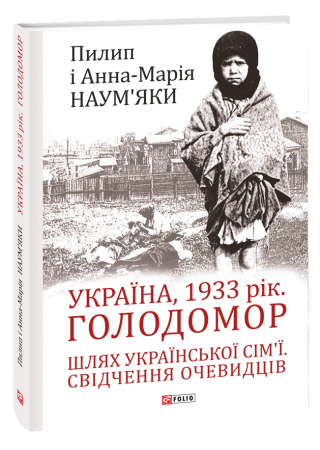 Пилип
і Анна-Марія
НАУМ'ЯКИ
УКРАЇНА, 1933 рік.
ГОЛОДОМОР
ШЛЯХ УКРАЇНСЬКОЇ СІМ'Ї.
СВІДЧЕННЯ ОЧЕВИДЦІВ
FOLIO
Пилип і Анна-Марія НАУМ'ЯКИ УКРАЇНА, 1933 рік. ГОЛОДОМОР